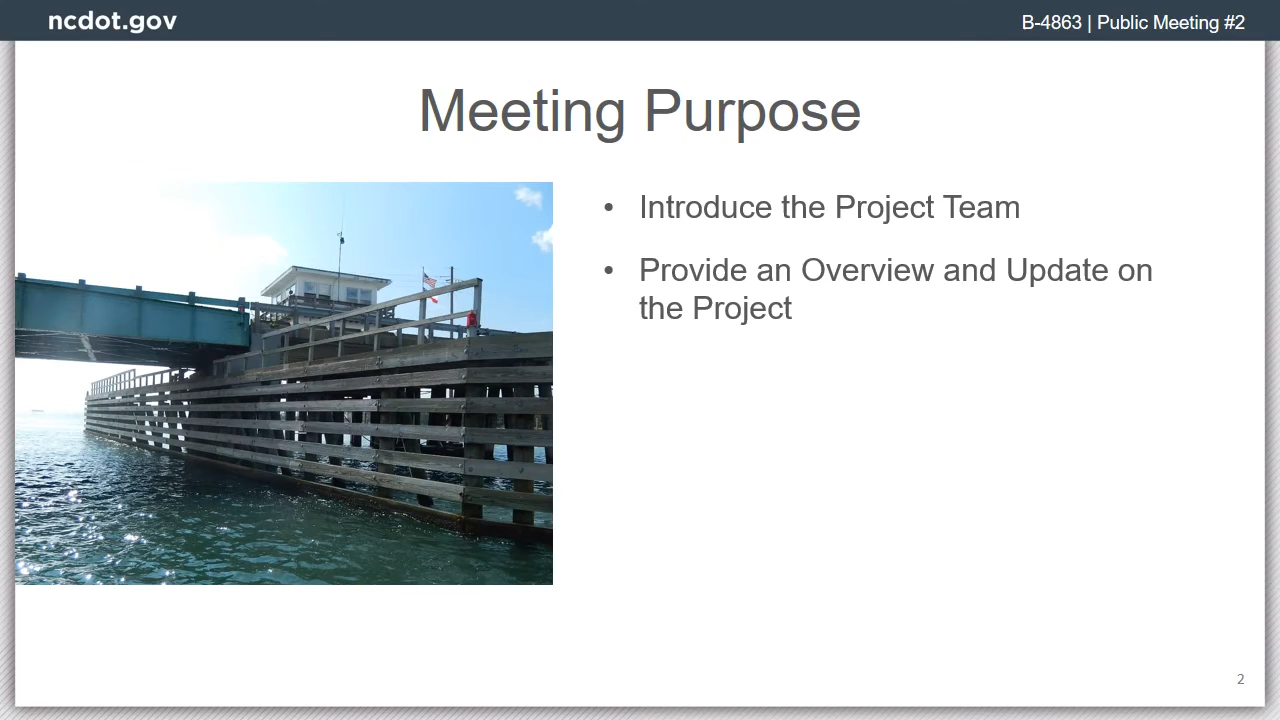 ncdot.gov
B-4863 | Public Meeting #2
Meeting Purpose
• Introduce the Project Team
• Provide an Overview and Update on
the Project
2